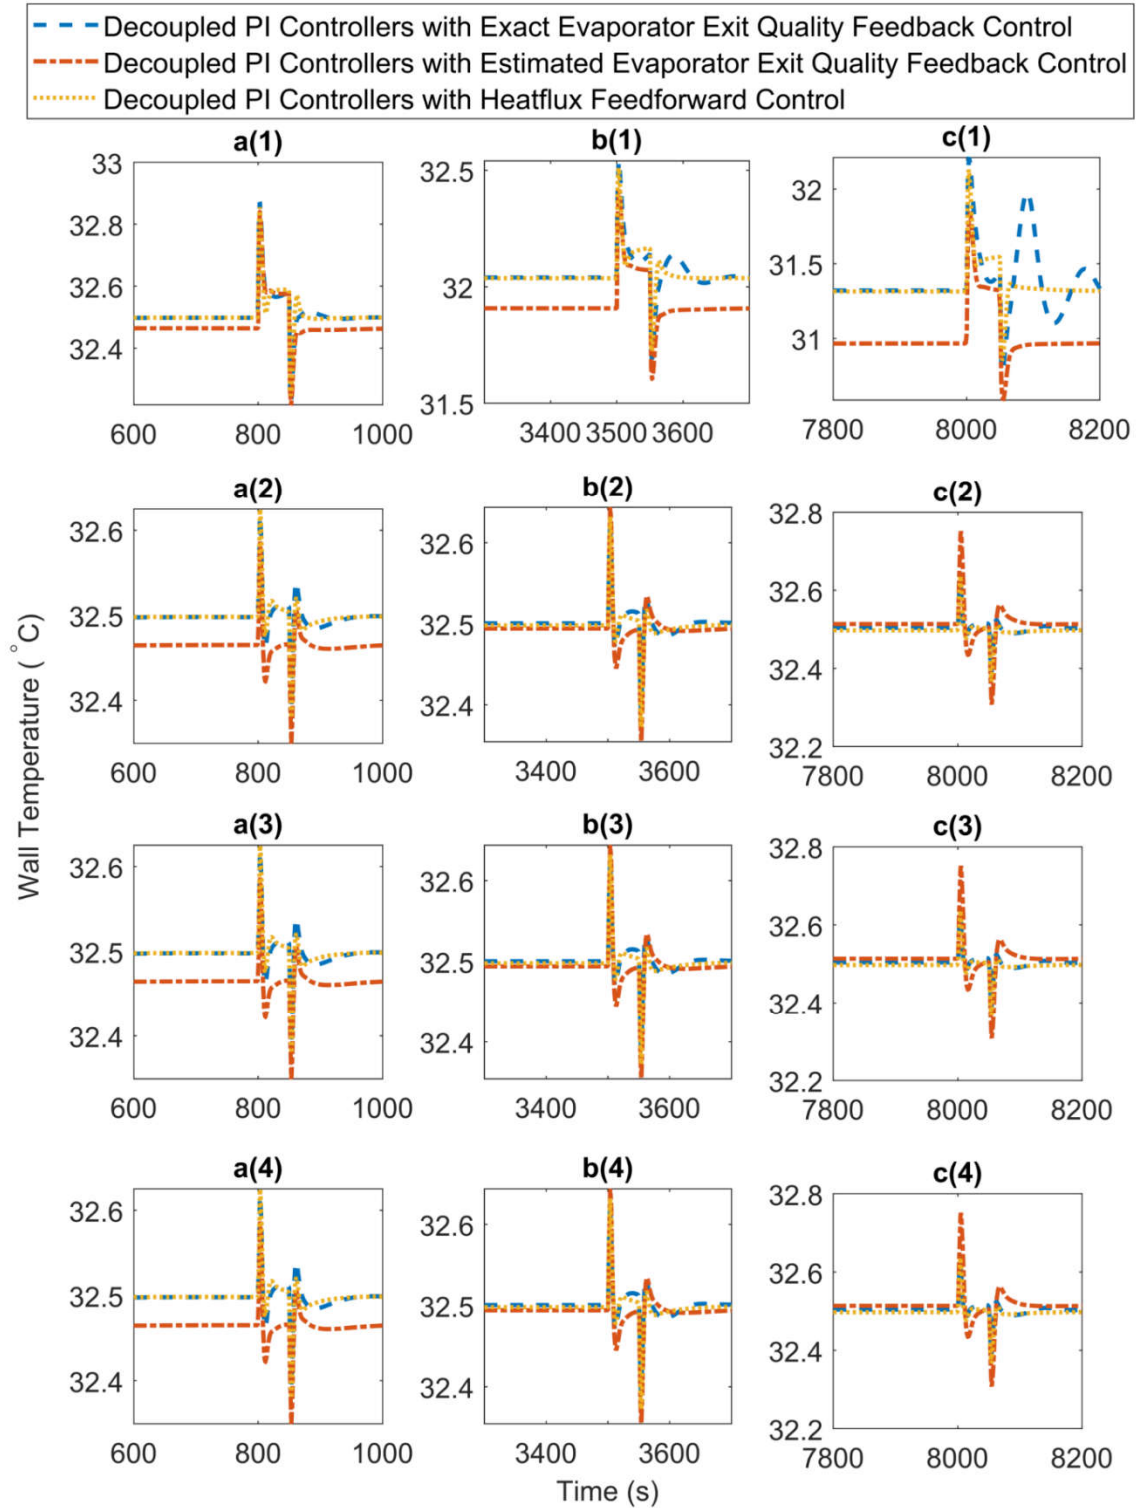 Decoupled PI Controllers with Exact Evaporator Exit Quality Feedback Control
Decoupled PI Controllers with Estimated Evaporator Exit Quality Feedback Control
Decoupled PI Controllers with Heatflux Feedforward Control
a(1) b(1) c(1)
33
32.8
32.6
32.4
600 800 1000
32.5
32
31.5
3400 3500 3600
32
31.5
31
7800 8000 8200
a(2) b(2) c(2)
32.6
32.5
32.4
600 800 1000
32.6
32.5
32.4
3400 3600
32.8
32.6
32.4
32.2
7800 8000 8200
a(3) b(3) c(3)
32.6
32.5
32.4
600 800 1000
32.6
32.5
32.4
3400 3600
32.8
32.6
32.4
32.2
7800 8000 8200
a(4) b(4) c(4)
32.6
32.5
32.4
600 800 1000
32.6
32.5
32.4
3400 3600
32.8
32.6
32.4
32.2
7800 8000 8200
Wall Temperature (°C)
Time (s)